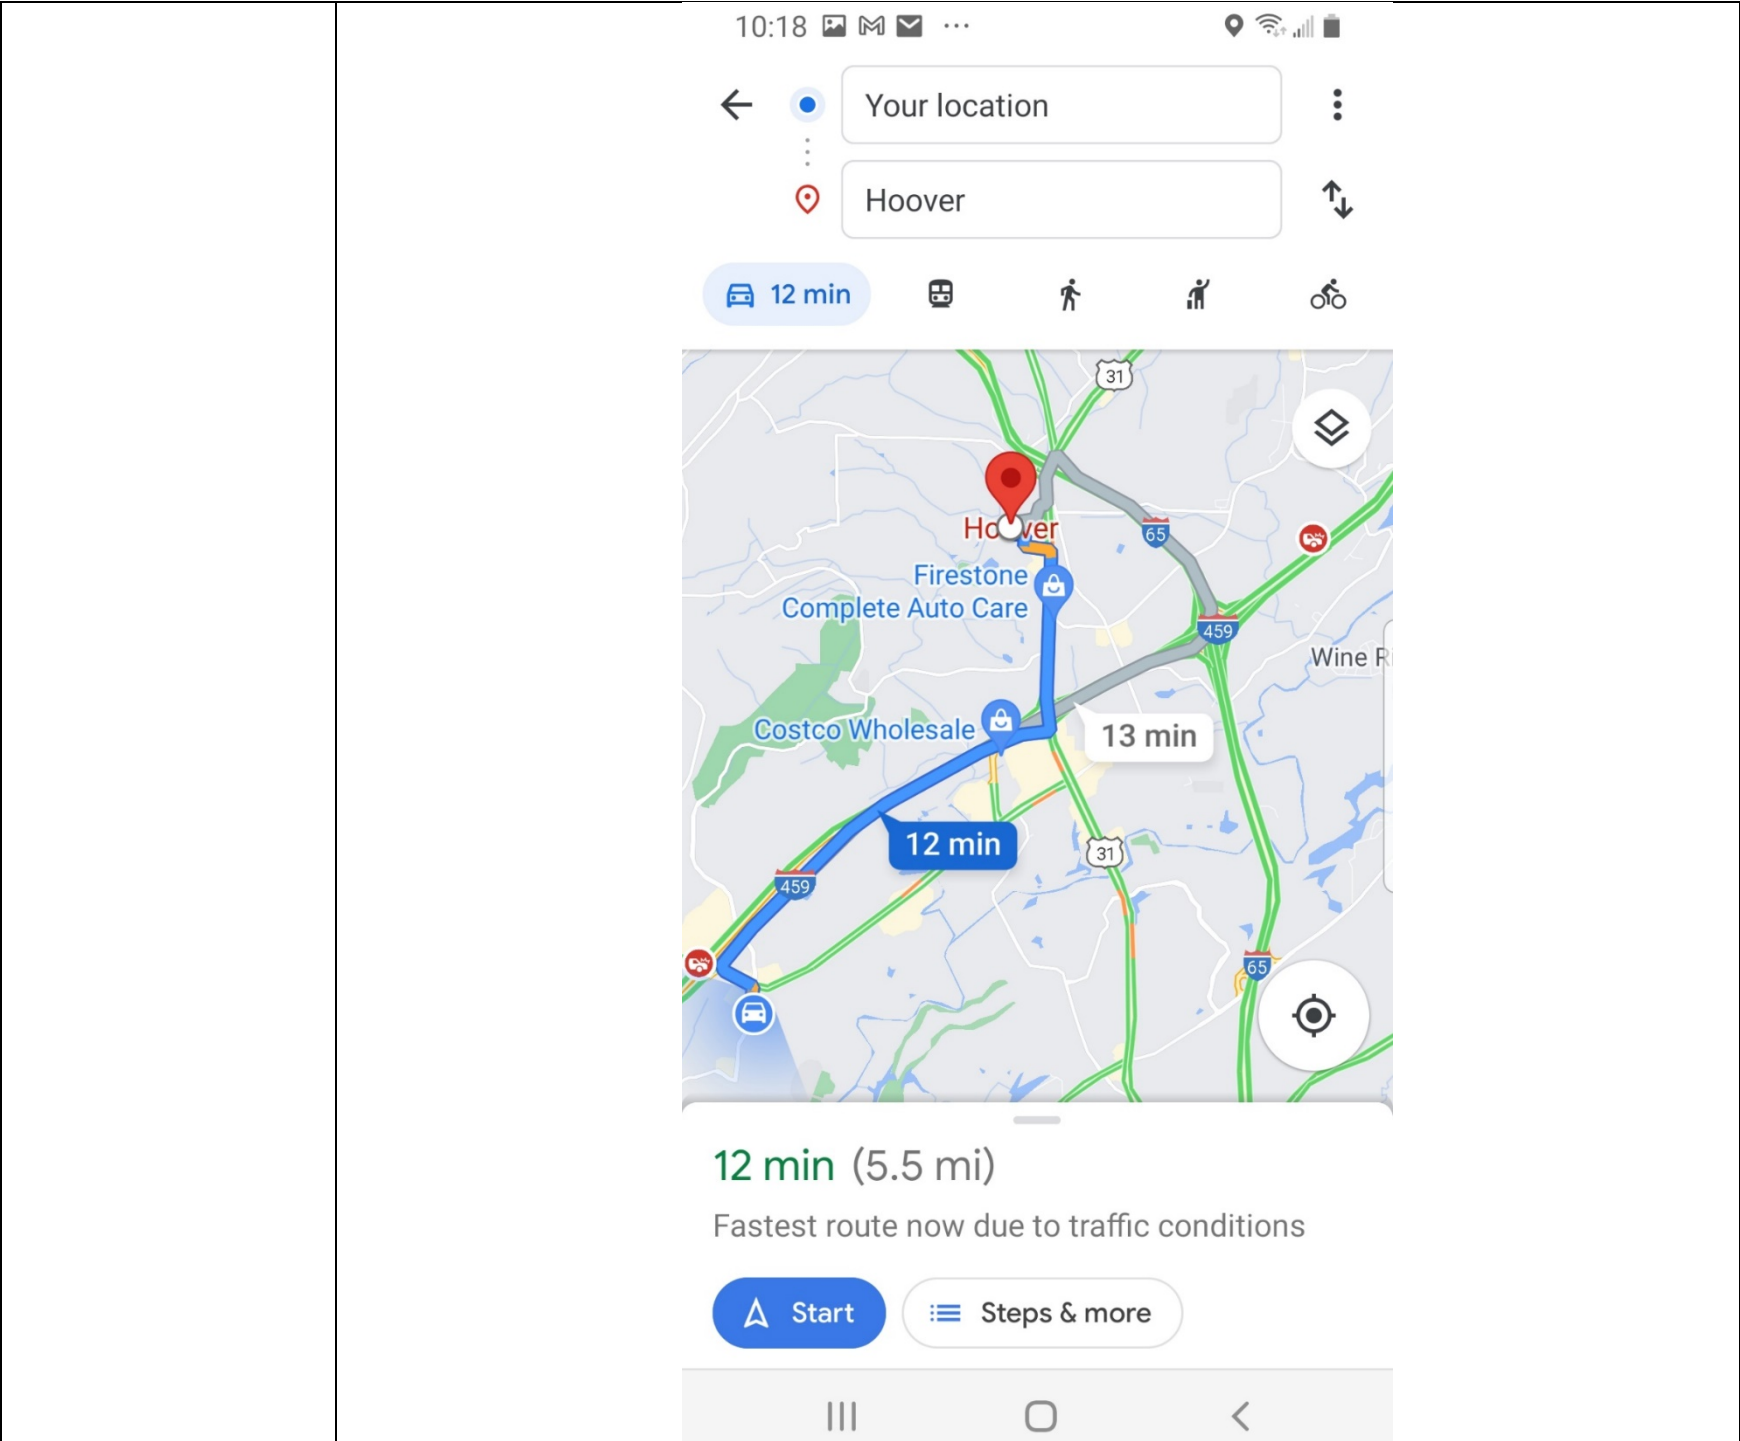 10:18
Your location
Hoover
12 min
31
Hoover
65
Firestone
Complete Auto Care
459
Wine R
Costco Wholesale
13 min
12 min
31
459
65
12 min (5.5 mi)
Fastest route now due to traffic conditions
Start
Steps & more